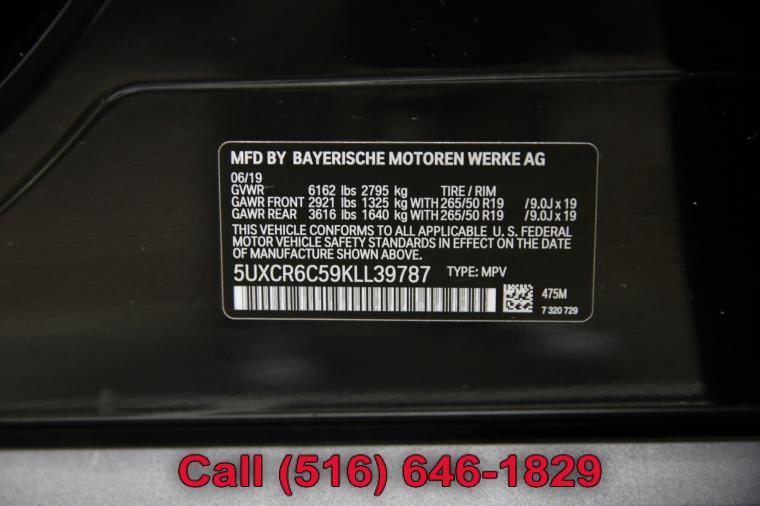 MFD BY BAYERISCHE MOTOREN WERKE AG
06/19
GVWR 6162 lbs 2795 kg TIRE / RIM
GAWR FRONT 2921 lbs 1325 kg WITH 265/50 R19 /9.0J x 19
GAWR REAR 3616 lbs 1640 kg WITH 265/50 R19 /9.0J x 19
THIS VEHICLE CONFORMS TO ALL APPLICABLE U. S. FEDERAL
MOTOR VEHICLE SAFETY STANDARDS IN EFFECT ON THE DATE
OF MANUFACTURE SHOWN ABOVE.
5UXCR6C59KLL39787 TYPE: MPV
475M
7 320 729
Call (516) 646-1829